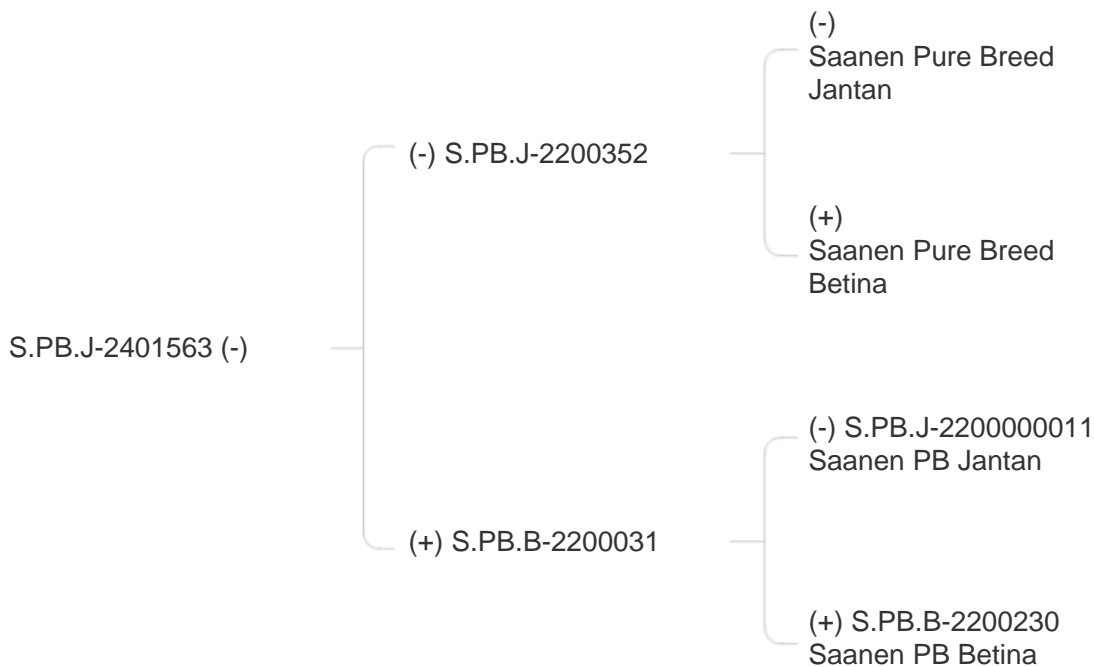 (-)
Saanen Pure Breed
Jantan
(-) S.PB.J-2200352
(+)
Saanen Pure Breed
Betina
S.PB.J-2401563 (-)
(-) S.PB.J-2200000011
Saanen PB Jantan
(+) S.PB.B-2200031
(+) S.PB.B-2200230
Saanen PB Betina